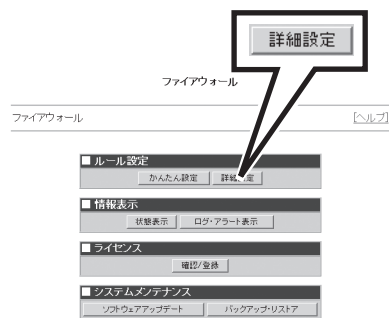 詳細設定
ファイアウォール
ファイアウォール [ヘルプ]
■ ルール設定
かんたん設定 詳細設定
■ 情報表示
状態表示 ログ・アラート表示
■ ライセンス
確認/登録
■ システムメンテナンス
ソフトウェアアップデート バックアップ・リストア